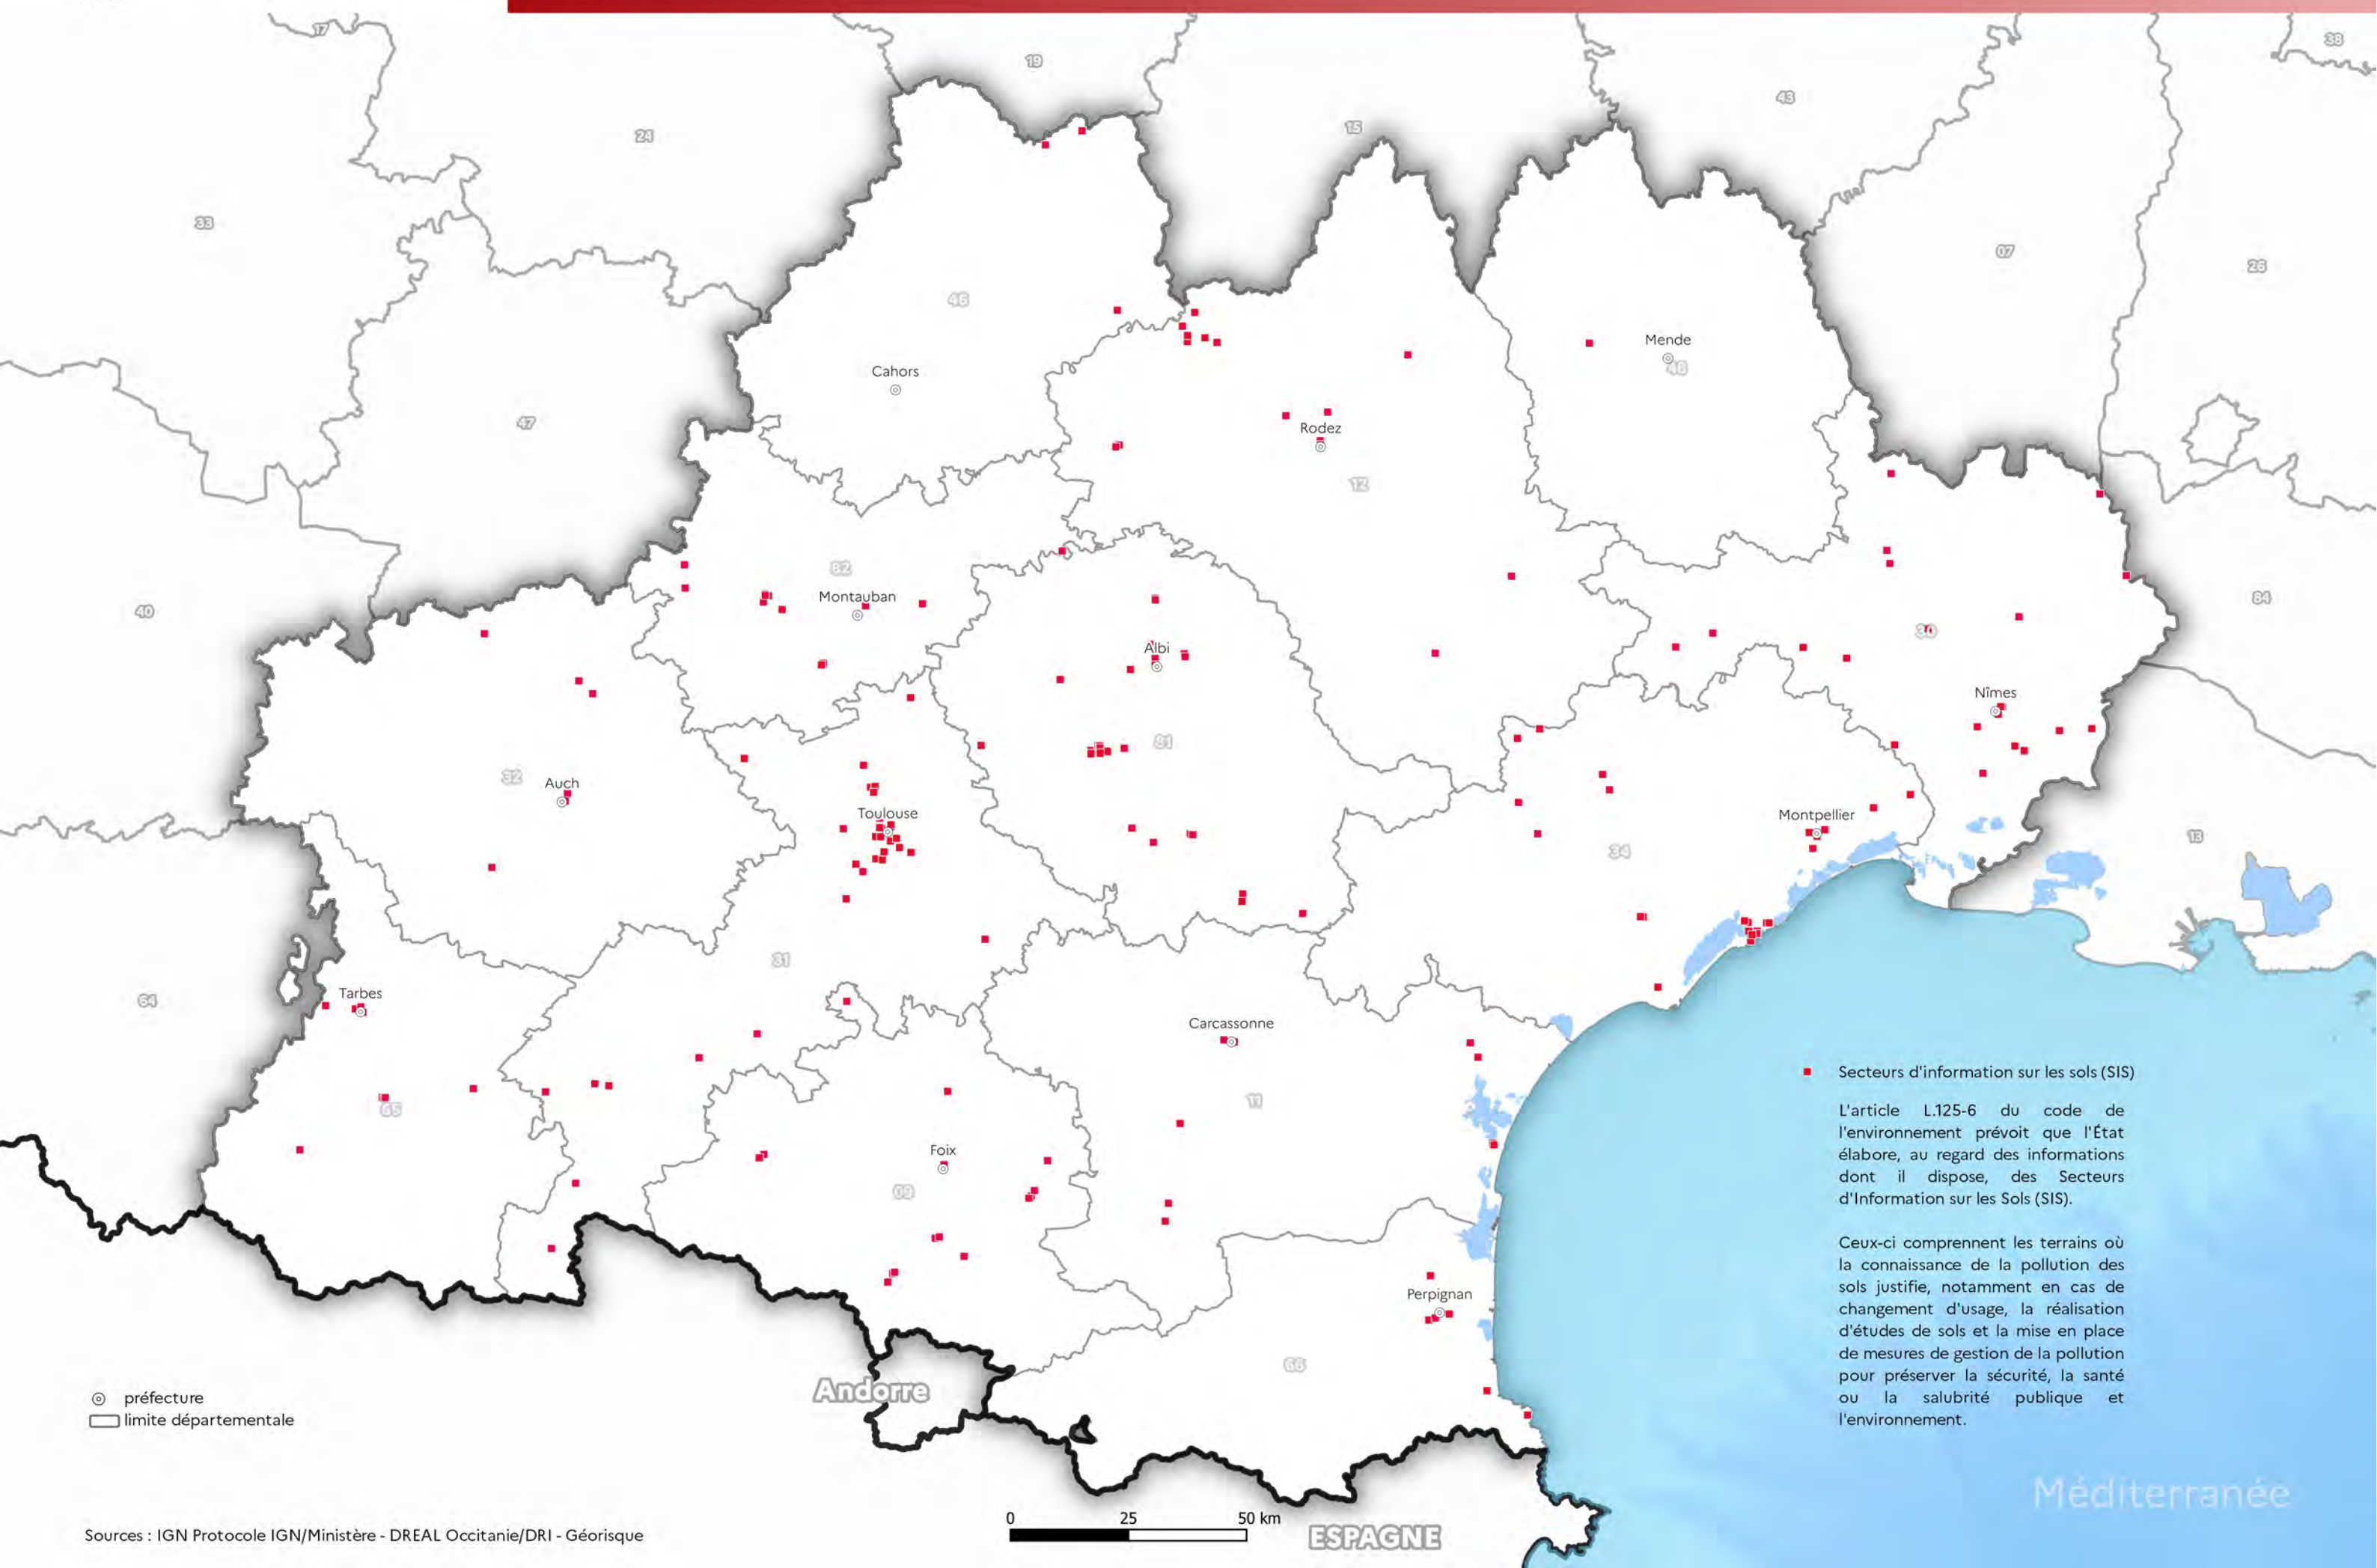 17
19
38
24
15
43
33
07
26
46
Mende
48
Cahors
47
Rodez
12
82
Montauban
40
84
30
Albi
Nîmes
81
32
Auch
Toulouse
Montpellier
13
34
31
Tarbes
64
Carcassonne
65
11
Foix
09
Perpignan
66
Andorre
ESPAGNE
Méditerranée
Secteurs d'information sur les sols (SIS)
L'article L.125-6 du code de
l'environnement prévoit que l'État
élabore, au regard des informations
dont il dispose, des Secteurs
d'Information sur les Sols (SIS).
Ceux-ci comprennent les terrains où
la connaissance de la pollution des
sols justifie, notamment en cas de
changement d'usage, la réalisation
d'études de sols et la mise en place
de mesures de gestion de la pollution
pour préserver la sécurité, la santé
ou la salubrité publique et
l'environnement.
préfecture
limite départementale
0 25 50 km
Sources : IGN Protocole IGN/Ministère - DREAL Occitanie/DRI - Géorisque